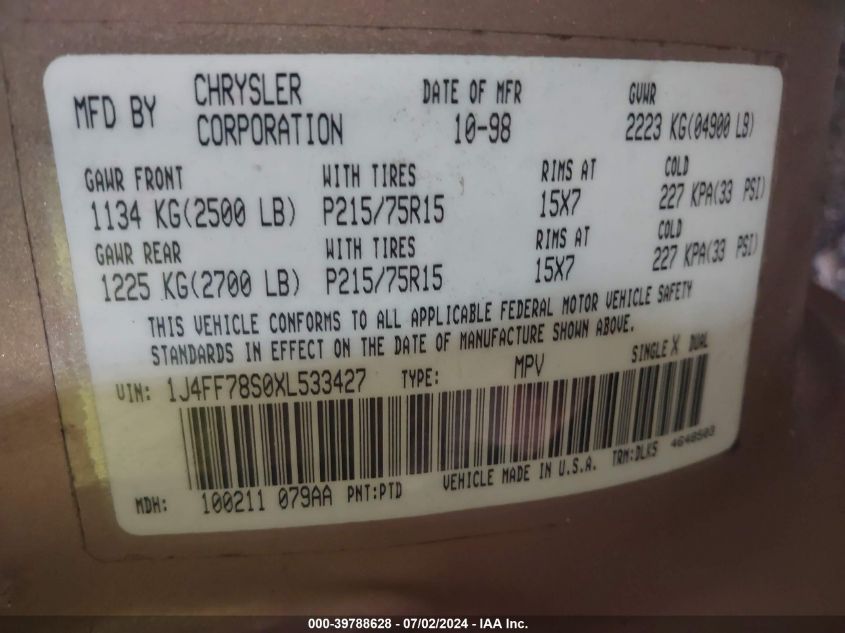 MFD BY CHRYSLER CORPORATION DATE OF MFR 10-98 GVWR 2223 KG(04900 LB)
GAWR FRONT WITH TIRES RIMS AT COLD
1134 KG(2500 LB) P215/75R15 15X7 227 KPA(33 PSI)
GAWR REAR WITH TIRES RIMS AT COLD
1225 KG(2700 LB) P215/75R15 15X7 227 KPA(33 PSI)
THIS VEHICLE CONFORMS TO ALL APPLICABLE FEDERAL MOTOR VEHICLE SAFETY
STANDARDS IN EFFECT ON THE DATE OF MANUFACTURE SHOWN ABOVE.
VIN: 1J4FF78S0XL533427 TYPE: MPV SINGLE X DUAL
MDH: 100211 079AA PNT:PTD VEHICLE MADE IN U.S.A. TRM:DLK5 4648503
000-39788628 - 07/02/2024 - IAA Inc.